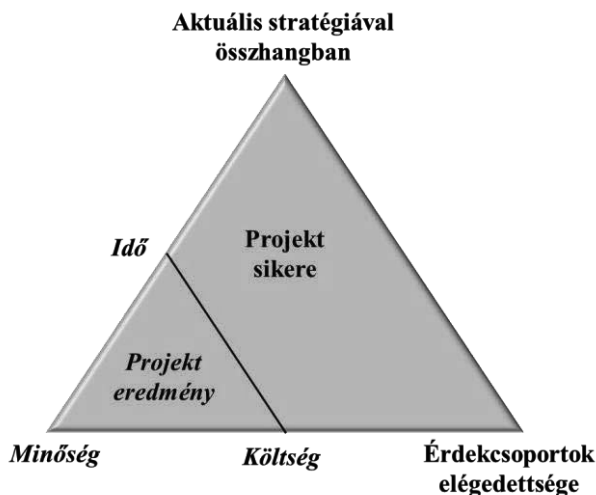 Aktuális stratégiával
összhangban
Idő
Projekt
sikere
Projekt
eredmény
Minőség
Költség
Érdekcsoportok
elégedettsége